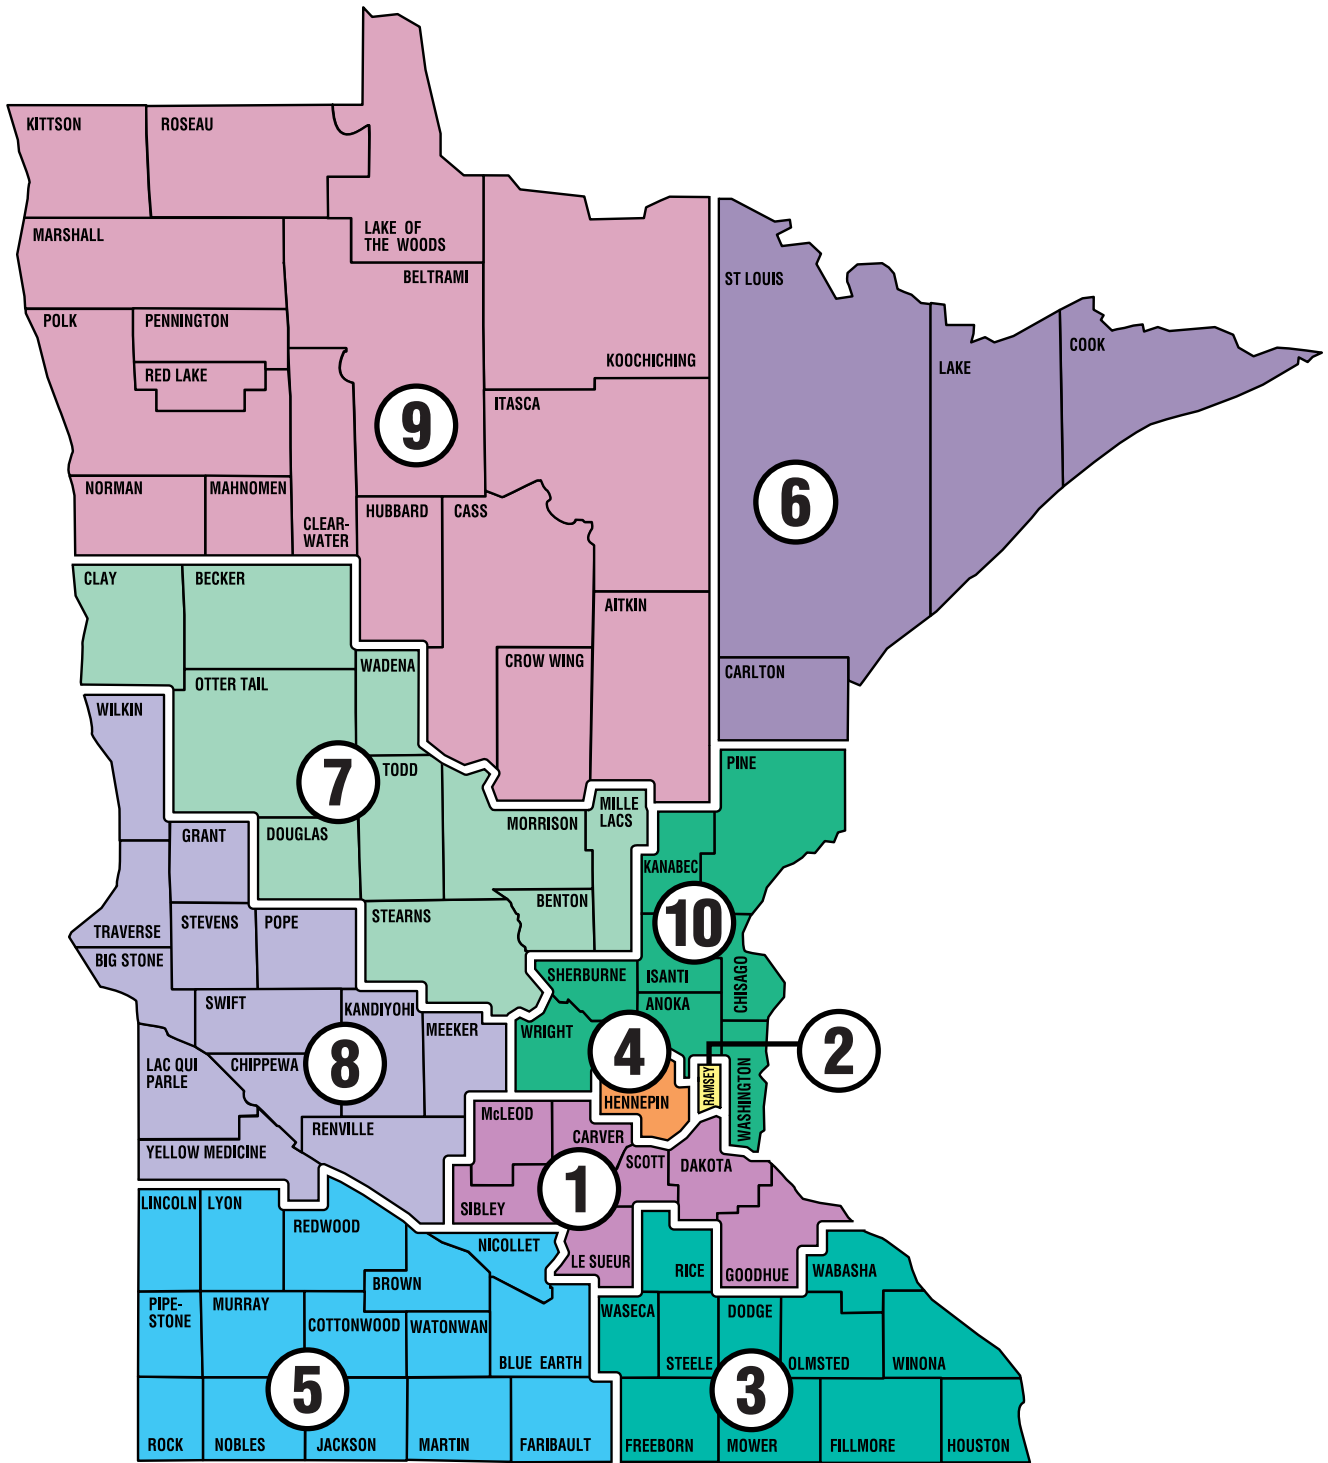 KITTSON
ROSEAU
LAKE OF
THE WOODS
MARSHALL
BELTRAMI
ST LOUIS
POLK
PENNINGTON
KOOCHICHING
LAKE
COOK
RED LAKE
ITASCA
9
6
NORMAN
MAHNOMEN
CLEAR-
WATER
HUBBARD
CASS
CLAY
BECKER
AITKIN
WADENA
CROW WING
CARLTON
OTTER TAIL
WILKIN
7
TODD
PINE
MILLE
LACS
GRANT
DOUGLAS
MORRISON
KANABEC
STEVENS
POPE
STEARNS
BENTON
10
TRAVERSE
BIG STONE
SHERBURNE
ISANTI
CHISAGO
SWIFT
KANDIYOHI
MEEKER
WRIGHT
ANOKA
4
2
LAC QUI
PARLE
CHIPPEWA
8
RAMSEY
HENNEPIN
WASHINGTON
McLEOD
RENVILLE
CARVER
YELLOW MEDICINE
SCOTT
DAKOTA
1
SIBLEY
LINCOLN
LYON
REDWOOD
NICOLLET
LE SUEUR
RICE
GOODHUE
WABASHA
BROWN
PIPE-
STONE
MURRAY
COTTONWOOD
WATONWAN
WASECA
DODGE
BLUE EARTH
STEELE
OLMSTED
WINONA
5
3
ROCK
NOBLES
JACKSON
MARTIN
FARIBAULT
FREEBORN
MOWER
FILLMORE
HOUSTON